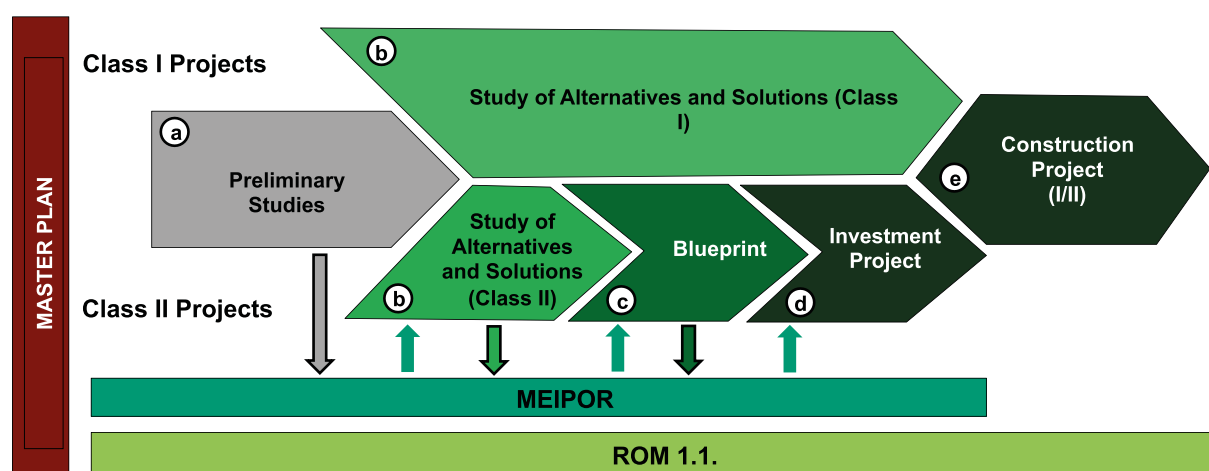 MASTER PLAN
Class I Projects
b
Study of Alternatives and Solutions (Class
I)
a
Preliminary
Studies
Construction
Project
(I/II)
e
Study of
Alternatives
and Solutions
(Class II)
b
Blueprint
c
Investment
Project
d
Class II Projects
MEIPOR
ROM 1.1.